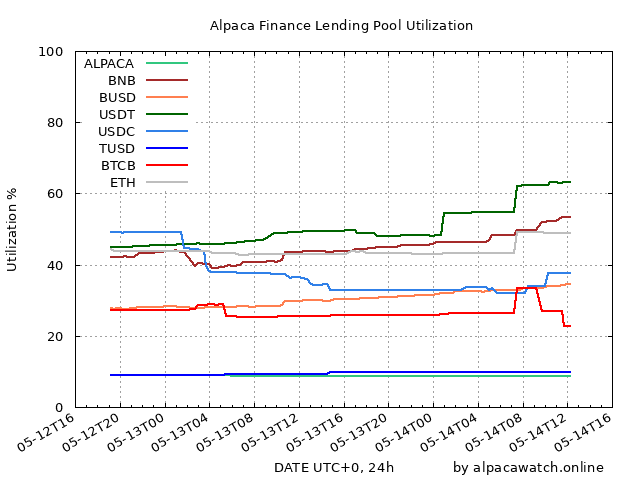 Alpaca Finance Lending Pool Utilization
Utilization %
100
80
60
40
20
0
ALPACA
BNB
BUSD
USDT
USDC
TUSD
BTCB
ETH
05-12T16
05-12T20
05-13T00
05-13T04
05-13T08
05-13T12
05-13T16
05-13T20
05-14T00
05-14T04
05-14T08
05-14T12
05-14T16
DATE UTC+0, 24h
by alpacawatch.online